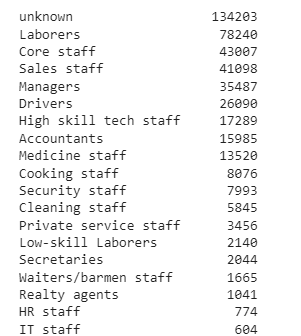 unknown 134203
Laborers 78240
Core staff 43007
Sales staff 41098
Managers 35487
Drivers 26090
High skill tech staff 17289
Accountants 15985
Medicine staff 13520
Cooking staff 8076
Security staff 7993
Cleaning staff 5845
Private service staff 3456
Low-skill Laborers 2140
Secretaries 2044
Waiters/barmen staff 1665
Realty agents 1041
HR staff 774
IT staff 604